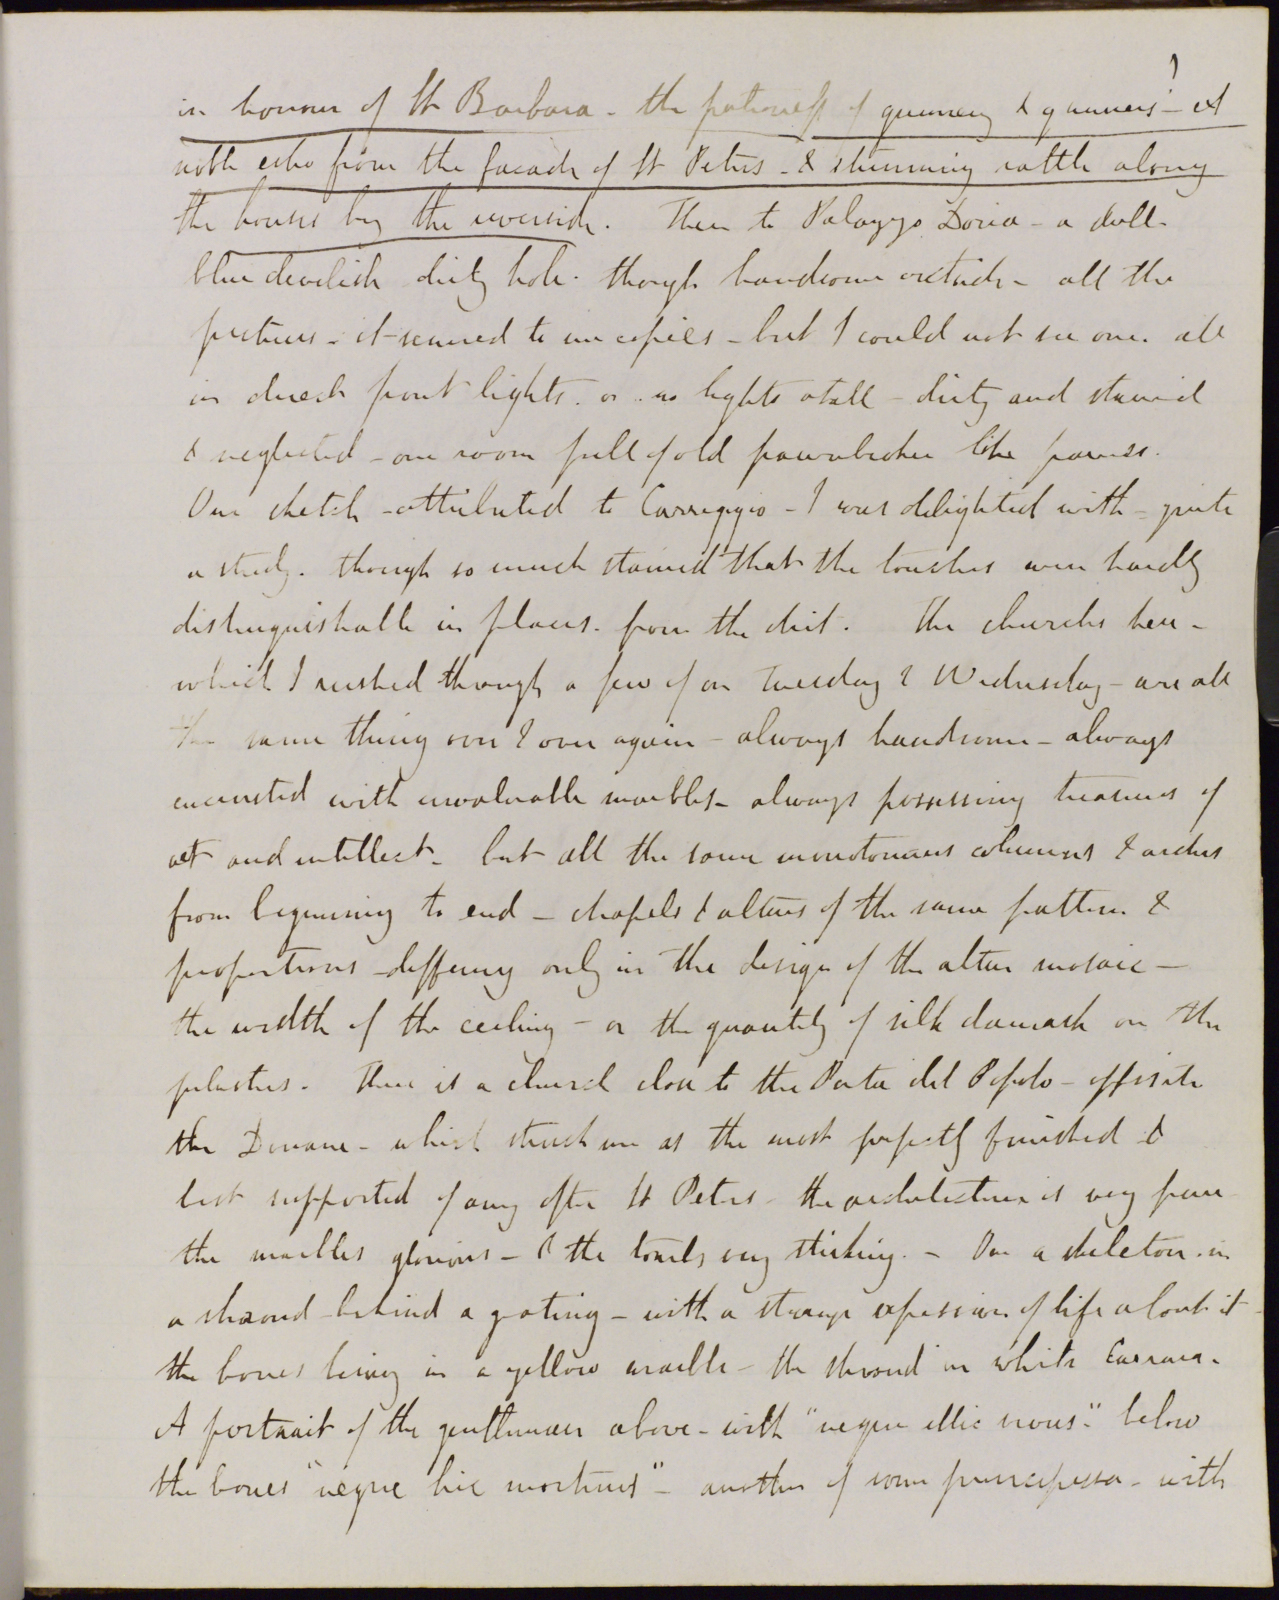 in honour of St Barbara - the patroness of gunnery & gunners! - A
noble echo from the facade of St Peters - & stunning rattle along
the houses by the riverside. Then to Palazzo Doria - a dull-
blue devilish dirty hole. though handsome outside - all the
pictures - it seemed to me copies - but I could not see one. all
in direct front lights. or no lights atall - dirty and stained
& neglected - one room full of old pawnbroker like
One sketch - attributed to Carreggio - I was delighted with - quite
a study. though so much stained that the touches were hardly
distinguishable in places. from the dirt. The churches here -
which I rushed through a few of on Tuesday & Wednesday - are all
the same thing over & over again - always handsome - always
encrusted with invaluable marbles - always possessing treasures of
art and intellect - but all the same monotonous columns & arches
from beginning to end - chapels & altars of the same pattern &
proportions - differing only in the design of the altar mosaic -
the width of the ceiling - or the quantity of silk damask on the
pilasters. There is a church close to the Porta del Popolo - opposite
the Douane - which struck me as the most perfectly finished &
best supported of any after St Peters - the architecture is very pure
the marbles glorious - & the tombs very striking. - One a skeleton - in
a shroud behind a grating - with a strange expression of life about it -
the bones being in a yellow marble - the shroud in white Carrara.
A portrait of the gentleman above - with "neque illic vivus." below
the bones "neque hic mortuus" - another of some principessa - with